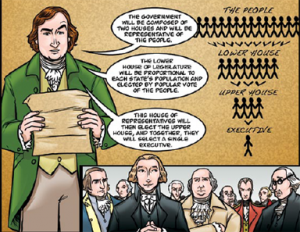 THE GOVERNMENT
WILL BE COMPOSED OF
TWO HOUSES AND WILL BE
REPRESENTATIVE OF
THE PEOPLE.
THE LOWER
HOUSE OF LEGISLATURE
WILL BE PROPORTIONAL TO
EACH STATE'S POPULATION AND
ELECTED BY POPULAR VOTE
OF THE PEOPLE.
THIS HOUSE OF
REPRESENTATIVES WILL
THEN ELECT THE UPPER
HOUSE, AND TOGETHER, THEY
WILL SELECT A SINGLE
EXECUTIVE.
THE PEOPLE
LOWER HOUSE
UPPER HOUSE
EXECUTIVE